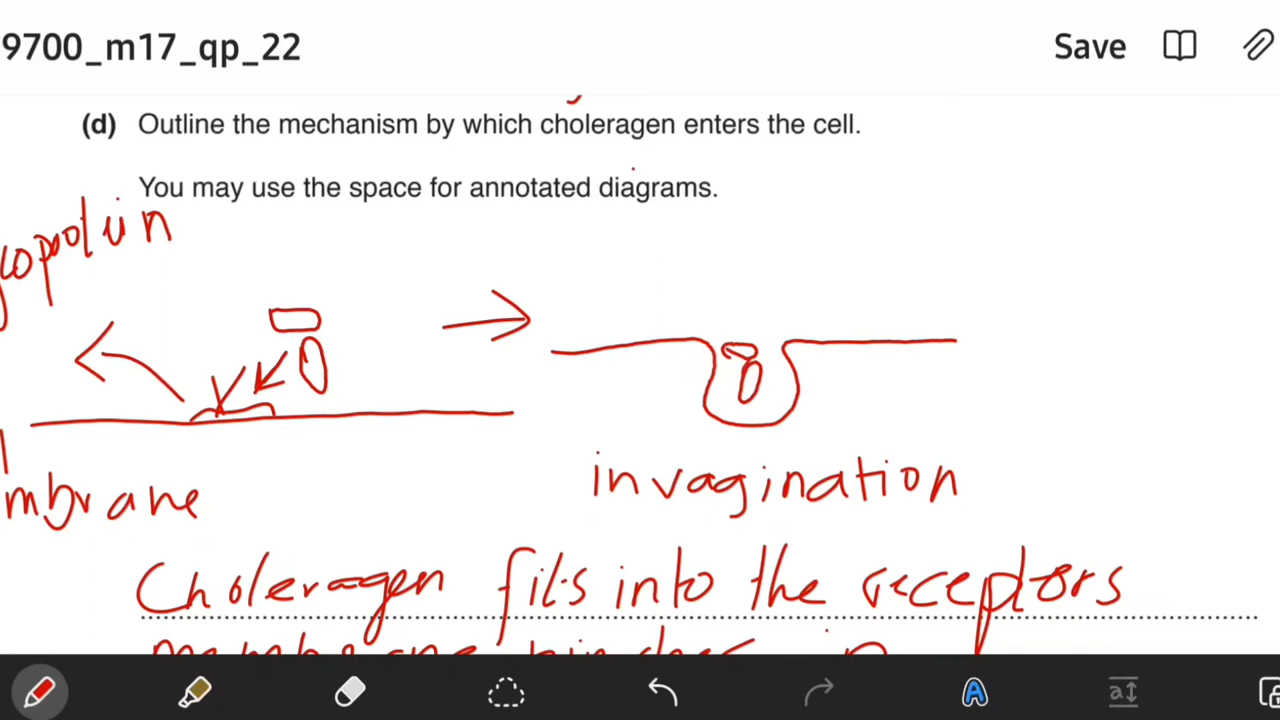 9700_m17_qp_22
Save
(d) Outline the mechanism by which choleragen enters the cell.
You may use the space for annotated diagrams.
mbrane
invagination
Choleragen fits into the receptors